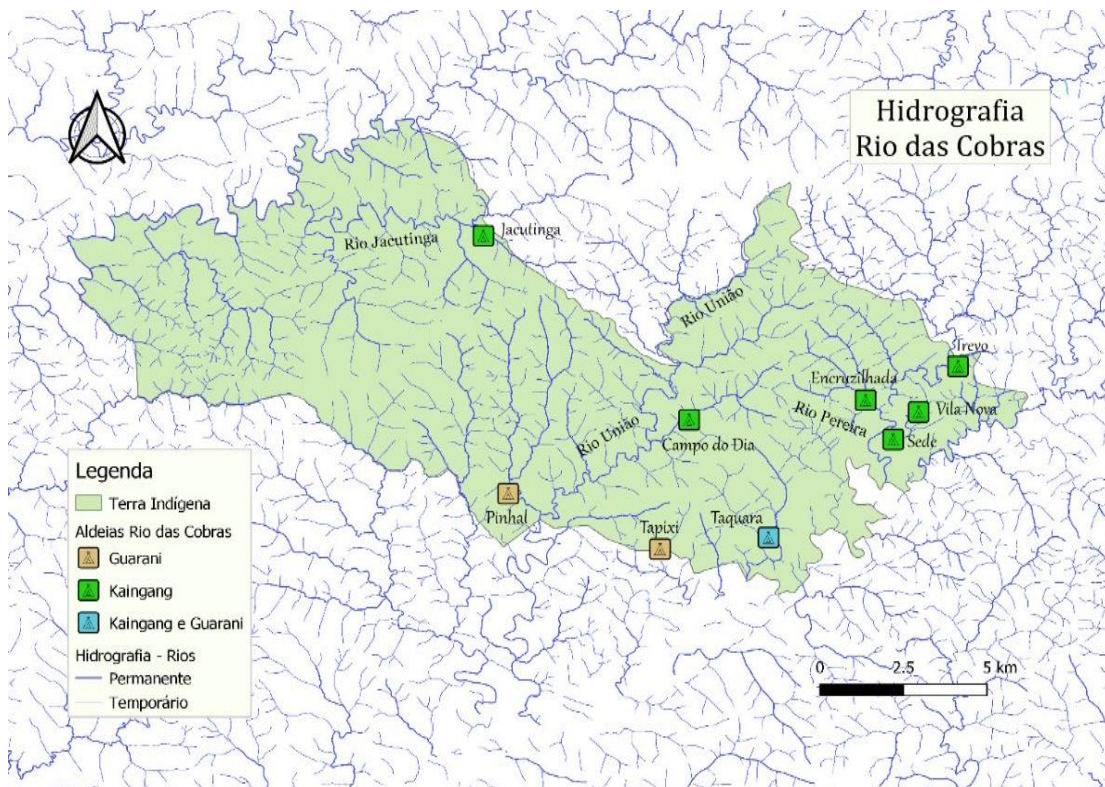 Hidrografia
Rio das Cobras
Jacutinga
Rio Jacutinga
Rio União
Trevo
Encruzilhada
Vila Nova
Rio Pereira
Sede
Rio União
Campo do Dia
Pinhal
Tapixi
Taquara
Legenda
Terra Indígena
Aldeias Rio das Cobras
Guarani
Kaingang
Kaingang e Guarani
Hidrografia - Rios
Permanente
Temporário
0 2.5 5 km